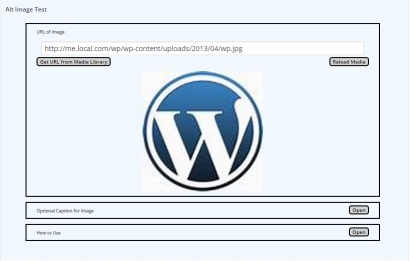 Alt Image Test
URL of Image
http://me.local.com/wp/wp-content/uploads/2013/04/wp.jpg
Get URL from Media Library
Reload Media
W
Optional Caption for Image
Open
How to Use
Open